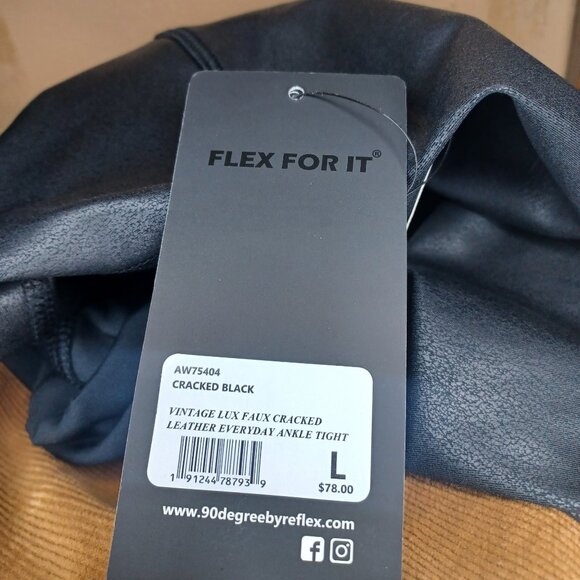 FLEX FOR IT®
AW75404
CRACKED BLACK
VINTAGE LUX FAUX CRACKED
LEATHER EVERYDAY ANKLE TIGHT
L
1 91244 78793 9
$78.00
www.90degreebyreflex.com